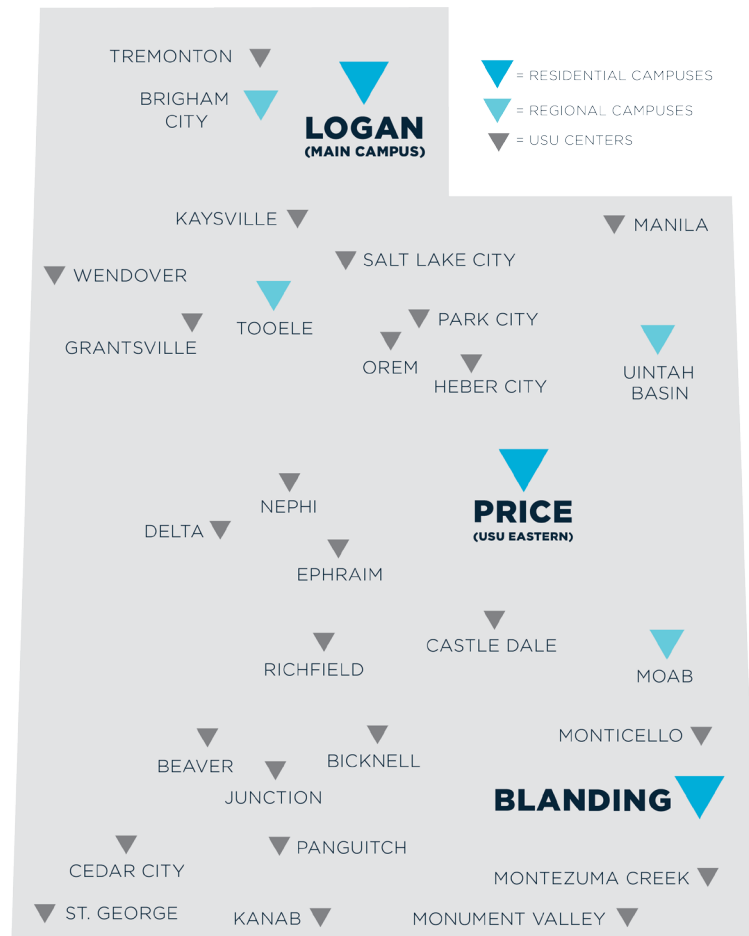 TREMONTON
= RESIDENTIAL CAMPUSES
BRIGHAM
CITY
= REGIONAL CAMPUSES
LOGAN
(MAIN CAMPUS)
= USU CENTERS
KAYSVILLE
MANILA
SALT LAKE CITY
WENDOVER
TOOELE
PARK CITY
GRANTSVILLE
OREM
HEBER CITY
UINTAH
BASIN
NEPHI
PRICE
(USU EASTERN)
DELTA
EPHRAIM
CASTLE DALE
RICHFIELD
MOAB
MONTICELLO
BEAVER
BICKNELL
JUNCTION
BLANDING
PANGUITCH
CEDAR CITY
MONTEZUMA CREEK
ST. GEORGE
KANAB
MONUMENT VALLEY